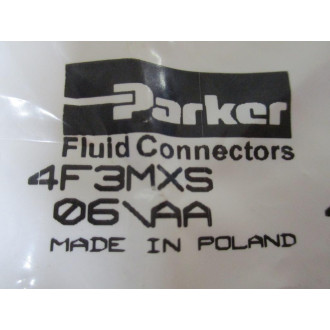 Parker
Fluid Connectors
4F3MXS
06\AA
MADE IN POLAND